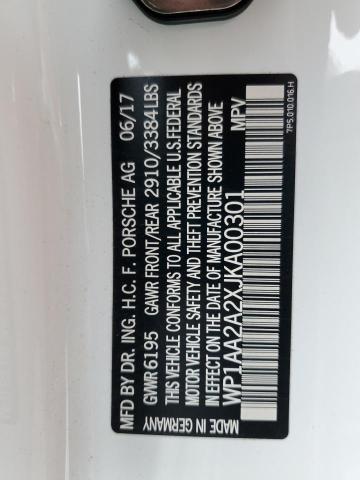 MFD BY DR. ING. H.C. F. PORSCHE AG 06/17
GVWR 6195 GAWR FRONT/REAR 2910/3384LBS
THIS VEHICLE CONFORMS TO ALL APPLICABLE U.S.FEDERAL
MOTOR VEHICLE SAFETY AND THEFT PREVENTION STANDARDS
IN EFFECT ON THE DATE OF MANUFACTURE SHOWN ABOVE
WP1AA2A2XJKA00301 MPV
MADE IN GERMANY
7P5.010.016.H